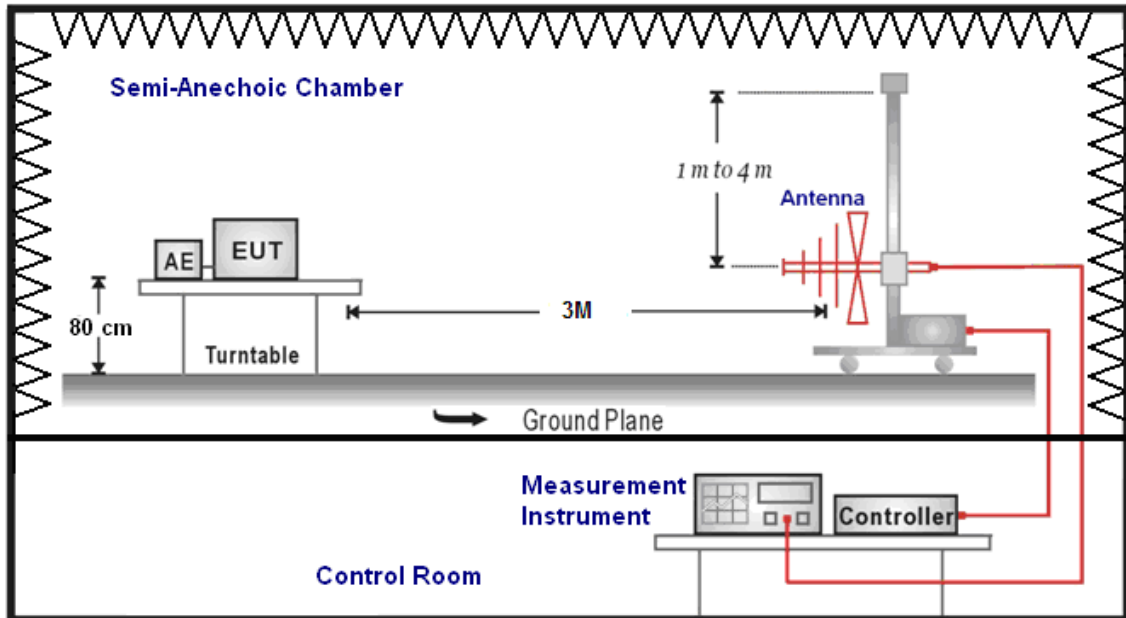 Semi-Anechoic Chamber
1 m to 4 m
Antenna
AE
EUT
80 cm
3M
Turntable
Ground Plane
Measurement
Instrument
Controller
Control Room